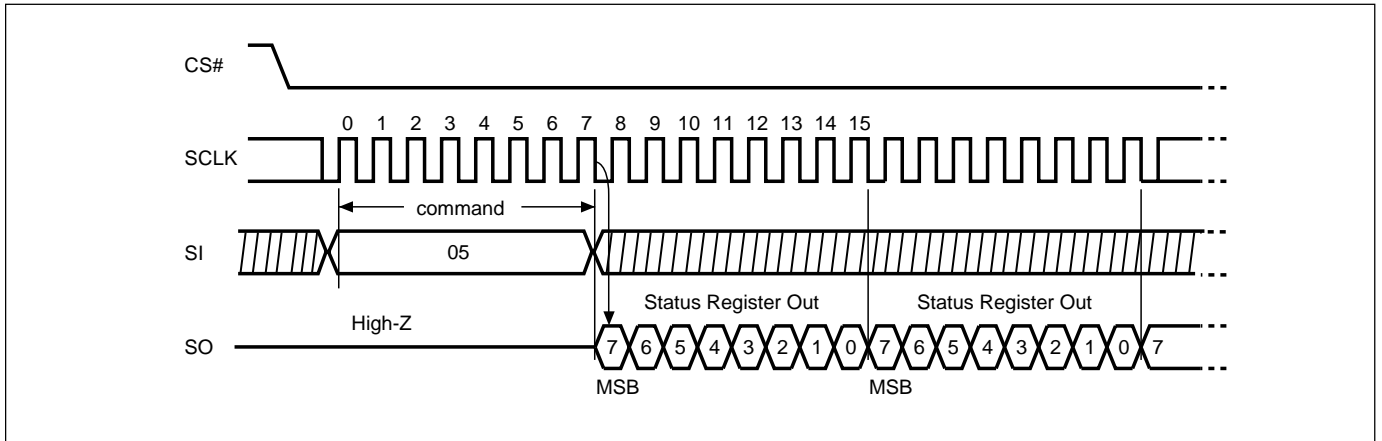 CS#
0 1 2 3 4 5 6 7 8 9 10 11 12 13 14 15
SCLK
command
SI
05
Status Register Out Status Register Out
High-Z
SO
7 6 5 4 3 2 1 0 7 6 5 4 3 2 1 0 7
MSB MSB